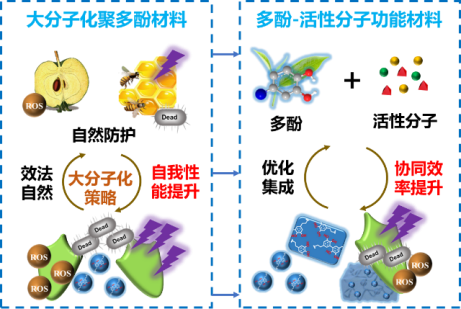 大分子化聚多酚材料
ROS
Dead
自然防护
效法
自然
大分子化
策略
自我性
能提升
Dead
Dead
Dead
ROS
ROS
ROS
多酚-活性分子功能材料
+
多酚
活性分子
优化
集成
协同效
率提升
Dead
Dead
ROS
ROS